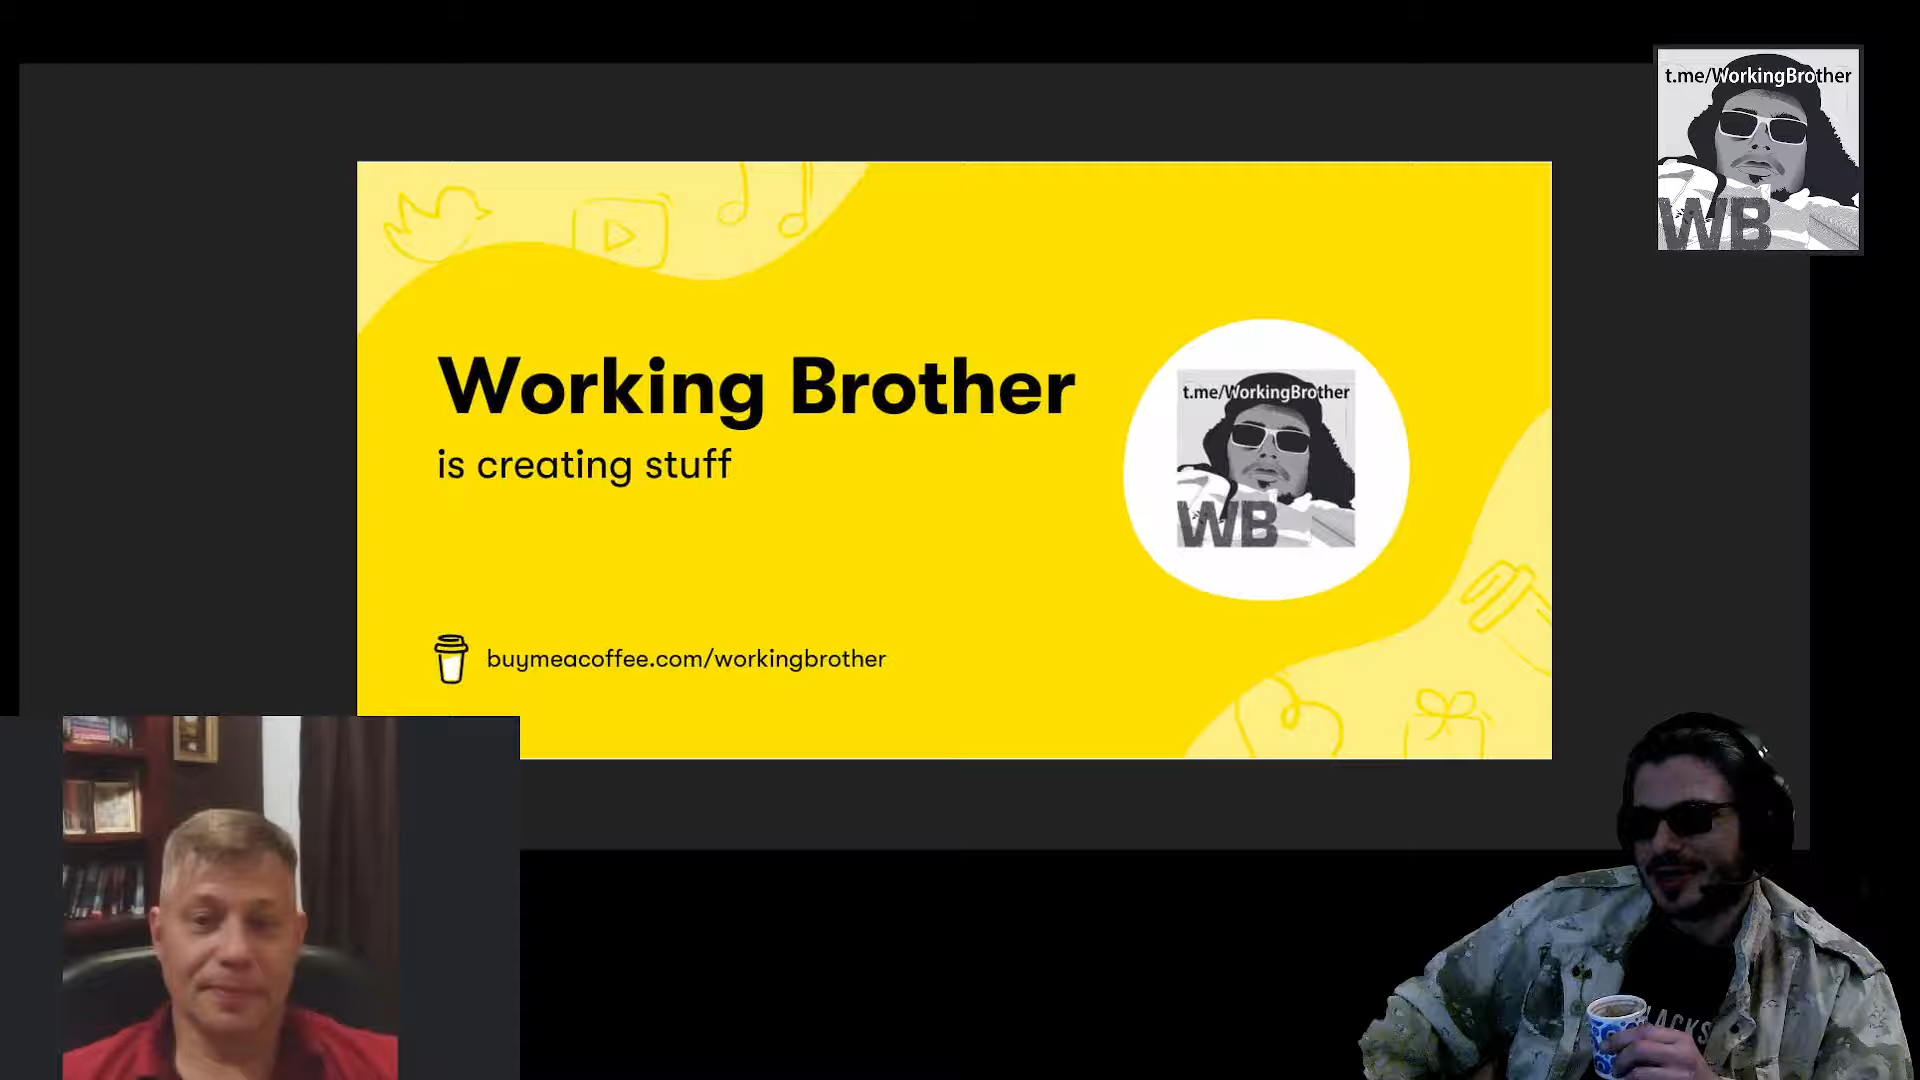 t.me/WorkingBrother
WB
Working Brother
is creating stuff
t.me/WorkingBrother
WB
buymeacoffee.com/workingbrother